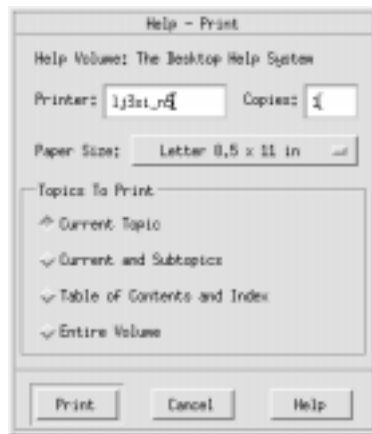 Help - Print
Help Volume: The Desktop Help System
Printer: lj3si_n5 Copies: 1
Paper Size: Letter 8.5 x 11 in
Topics To Print
Current Topic
Current and Subtopics
Table of Contents and Index
Entire Volume
Print Cancel Help